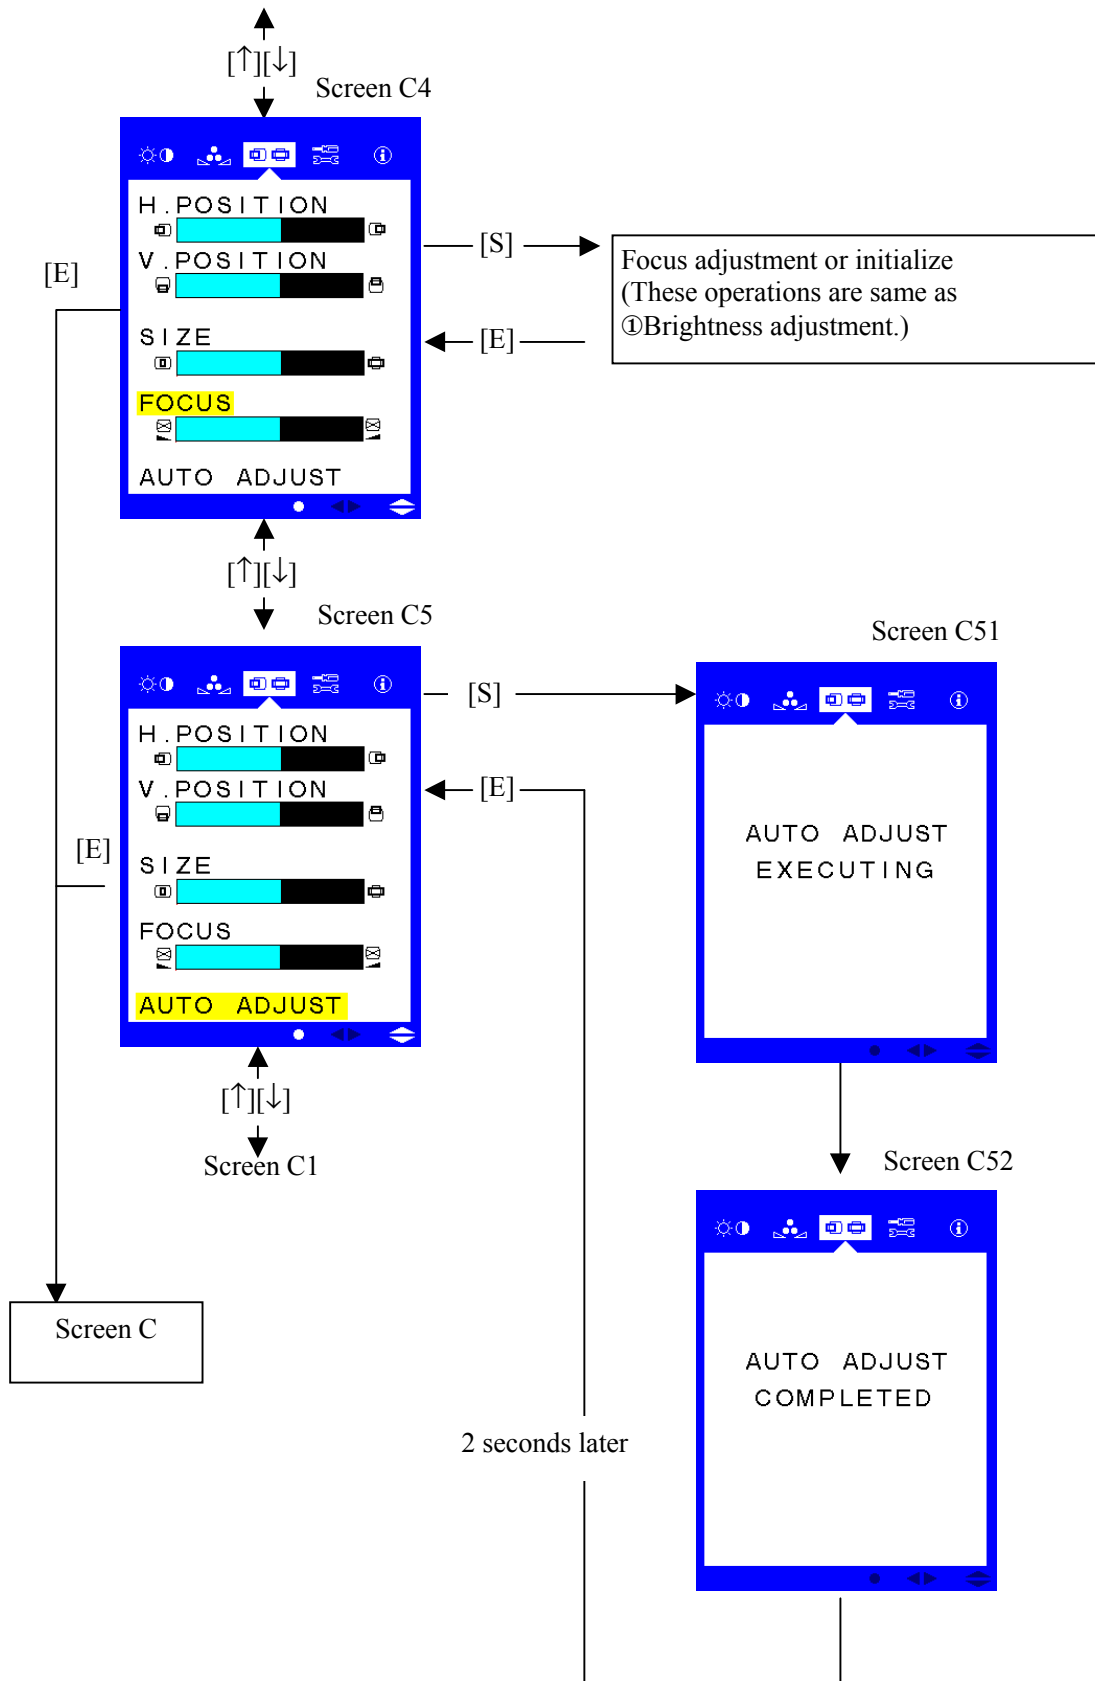 [↑][↓]
Screen C4
H.POSITION
V.POSITION
SIZE
FOCUS
AUTO ADJUST
[E]
[S]
[E]
Focus adjustment or initialize
(These operations are same as
①Brightness adjustment.)
[↑][↓]
Screen C5
H.POSITION
V.POSITION
SIZE
FOCUS
AUTO ADJUST
[E]
[S]
[E]
Screen C51
AUTO ADJUST
EXECUTING
[↑][↓]
Screen C1
Screen C52
AUTO ADJUST
COMPLETED
Screen C
2 seconds later